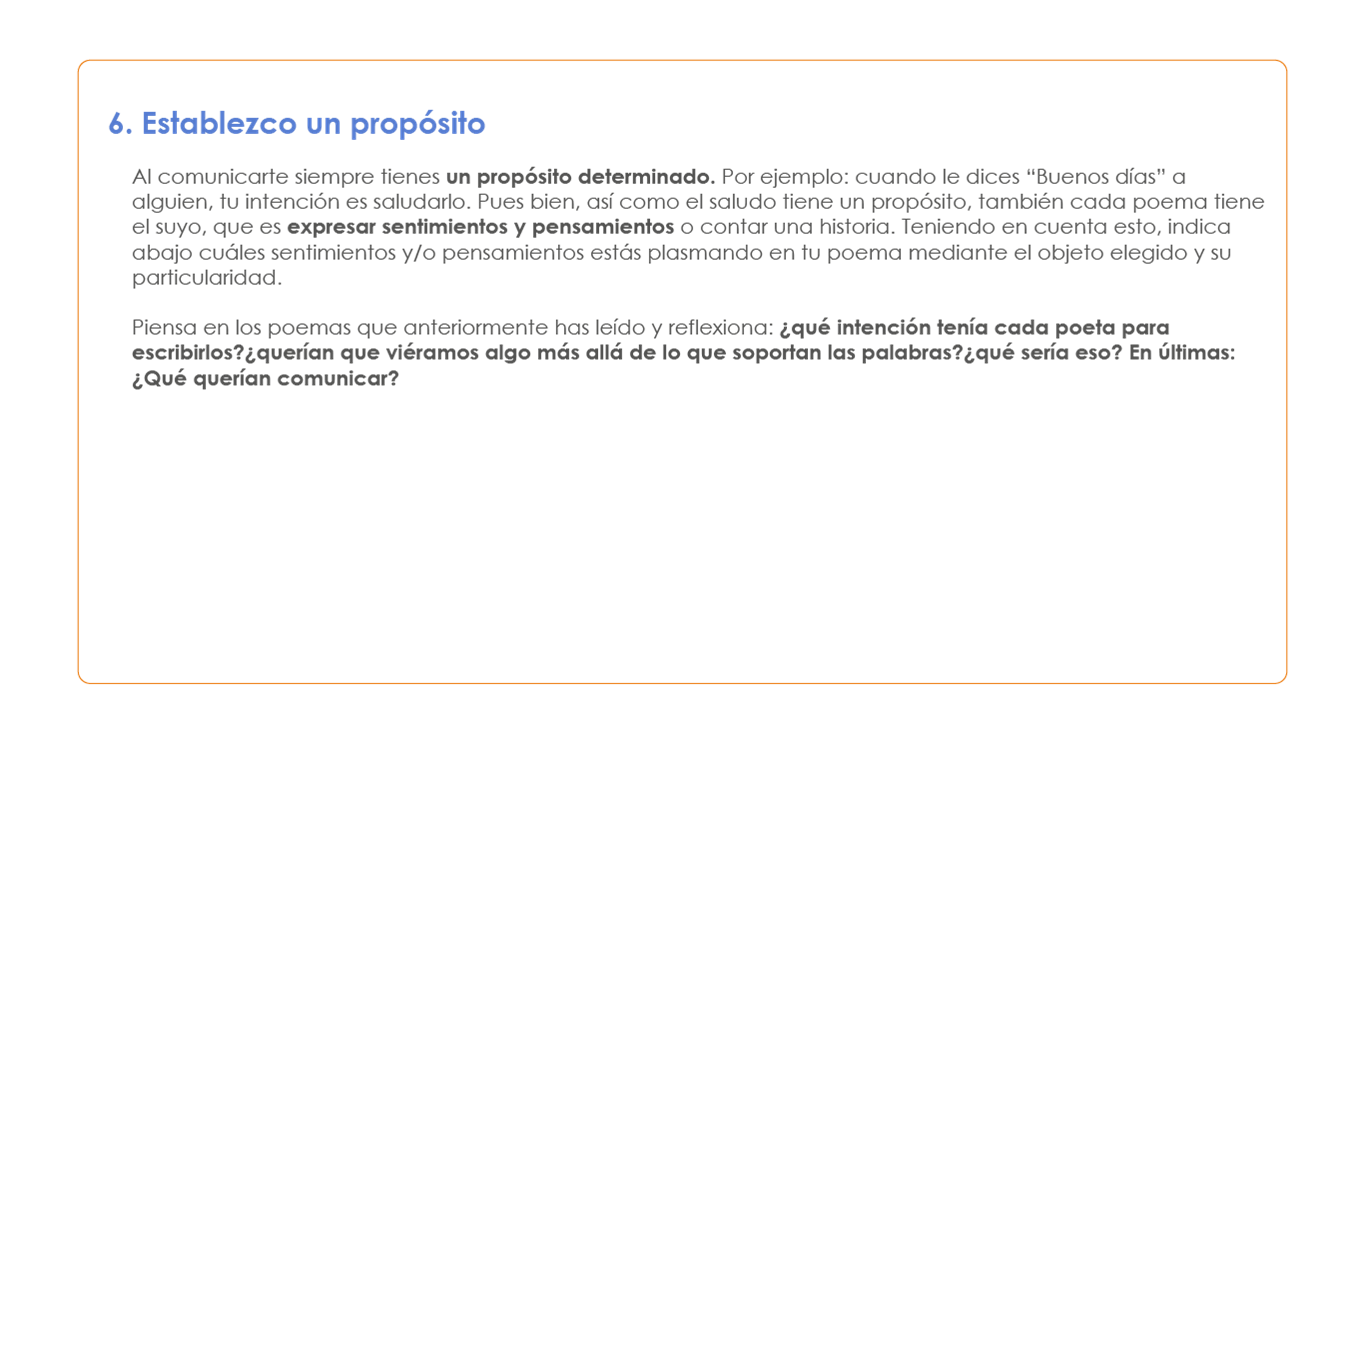 6. Establezco un propósito
Al comunicarte siempre tienes un propósito determinado. Por ejemplo: cuando le dices “Buenos días” a
alguien, tu intención es saludarlo. Pues bien, así como el saludo tiene un propósito, también cada poema tiene
el suyo, que es expresar sentimientos y pensamientos o contar una historia. Teniendo en cuenta esto, indica
abajo cuáles sentimientos y/o pensamientos estás plasmando en tu poema mediante el objeto elegido y su
particularidad.
Piensa en los poemas que anteriormente has leído y reflexiona: ¿qué intención tenía cada poeta para
escribirlos?¿querían que viéramos algo más allá de lo que soportan las palabras?¿qué sería eso? En últimas:
¿Qué querían comunicar?